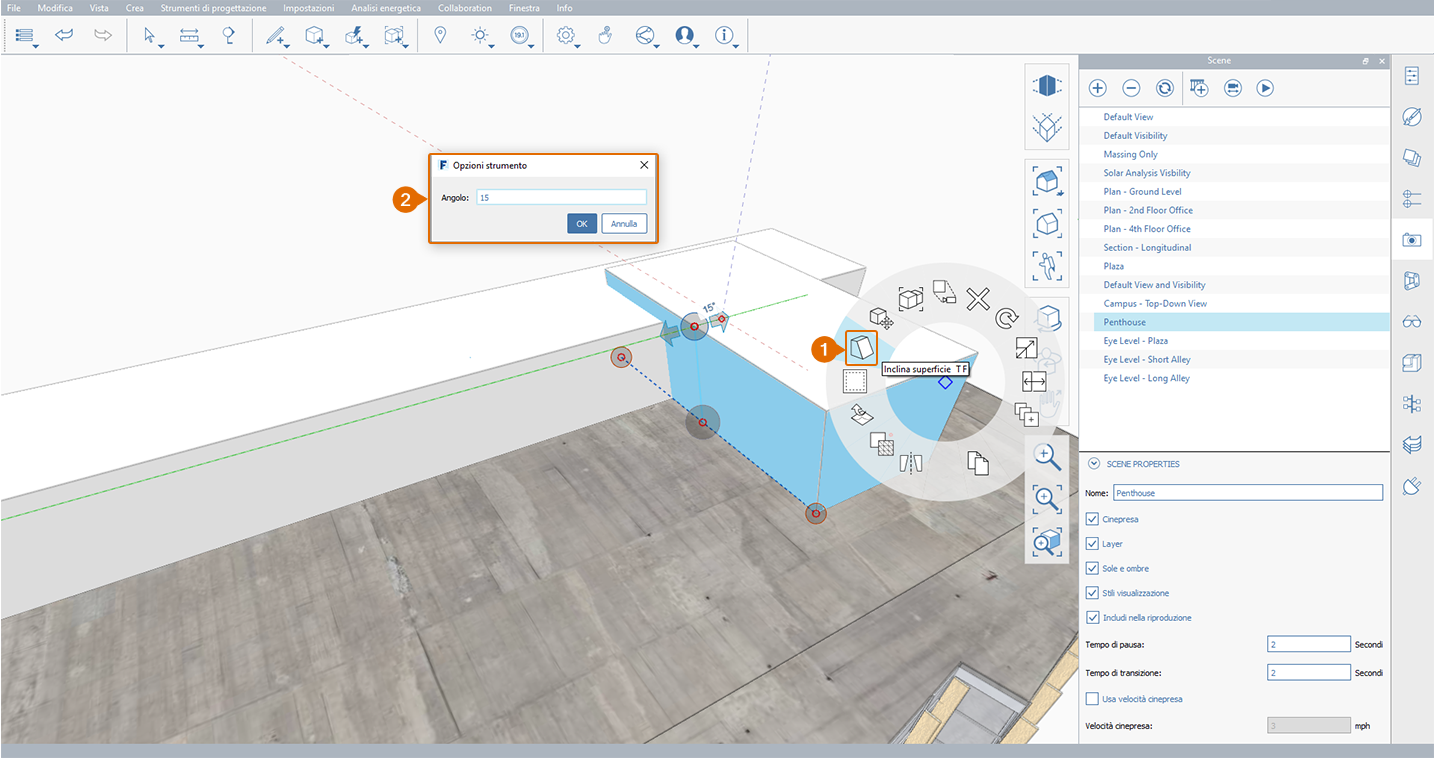 File Modifica Vista Crea Strumenti di progettazione Impostazioni Analisi energetica Collaboration Finestra Info
19.1
Scene
Default View
Default Visibility
Massing Only
Solar Analysis Visbility
Plan - Ground Level
Plan - 2nd Floor Office
Plan - 4th Floor Office
Section - Longitudinal
Plaza
Default View and Visibility
Campus - Top-Down View
Penthouse
Eye Level - Plaza
Eye Level - Short Alley
Eye Level - Long Alley
F Opzioni strumento
2
Angolo: 15
OK Annulla
15°
1
Inclina superficie T F
SCENE PROPERTIES
Nome: Penthouse
Cinepresa
Layer
Sole e ombre
Stili visualizzazione
Includi nella riproduzione
Tempo di pausa: 2 Secondi
Tempo di transizione: 2 Secondi
Usa velocità cinepresa
Velocità cinepresa: 3 mph